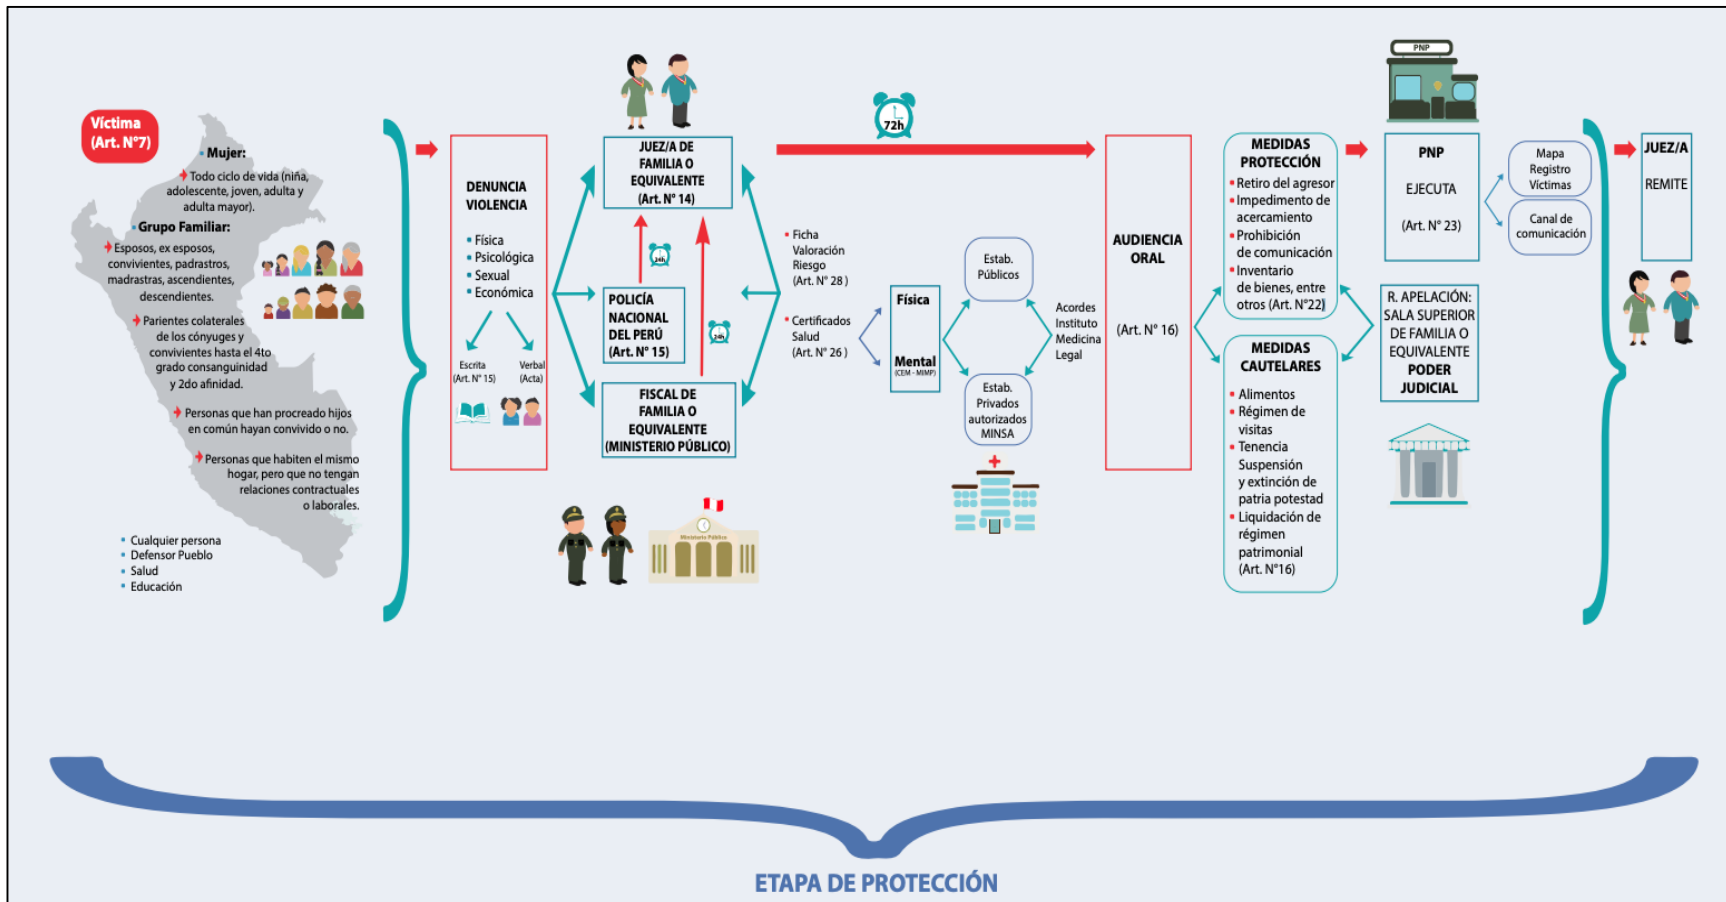 Víctima
(Art. N°7)
Mujer:
Todo ciclo de vida (niña,
adolescente, joven, adulta y
adulta mayor).
Grupo Familiar:
Esposos, ex esposos,
convivientes, padrastros,
madrastras, ascendientes,
descendientes.
Parientes colaterales
de los cónyuges y
convivientes hasta el 4to
grado consanguinidad
y 2do afinidad.
Personas que han procreado hijos
en común hayan convivido o no.
Personas que habiten el mismo
hogar, pero que no tengan
relaciones contractuales
o laborales.
Cualquier persona
Defensor Pueblo
Salud
Educación
DENUNCIA
VIOLENCIA
Física
Psicológica
Sexual
Económica
Escrita
(Art. N° 15)
Verbal
(Acta)
JUEZ/A DE
FAMILIA O
EQUIVALENTE
(Art. N° 14)
24h
POLICÍA
NACIONAL
DEL PERÚ
(Art. N° 15)
24h
FISCAL DE
FAMILIA O
EQUIVALENTE
(MINISTERIO PÚBLICO)
Ministerio Público
72h
Ficha
Valoración
Riesgo
(Art. N° 28 )
Certificados
Salud
(Art. N° 26 )
Física
Mental
(CEM - MIMP)
Estab.
Públicos
Estab.
Privados
autorizados
MINSA
Acordes
Instituto
Medicina
Legal
AUDIENCIA
ORAL
(Art. N° 16)
MEDIDAS
PROTECCIÓN
Retiro del agresor
Impedimento de
acercamiento
Prohibición
de comunicación
Inventario
de bienes, entre
otros (Art. N°22)
MEDIDAS
CAUTELARES
Alimentos
Régimen de
visitas
Tenencia
Suspensión
y extinción de
patria potestad
Liquidación de
régimen
patrimonial
(Art. N°16)
PNP
PNP
EJECUTA
(Art. N° 23)
Mapa
Registro
Víctimas
Canal de
comunicación
R. APELACIÓN:
SALA SUPERIOR
DE FAMILIA O
EQUIVALENTE
PODER
JUDICIAL
JUEZ/A
REMITE
ETAPA DE PROTECCIÓN